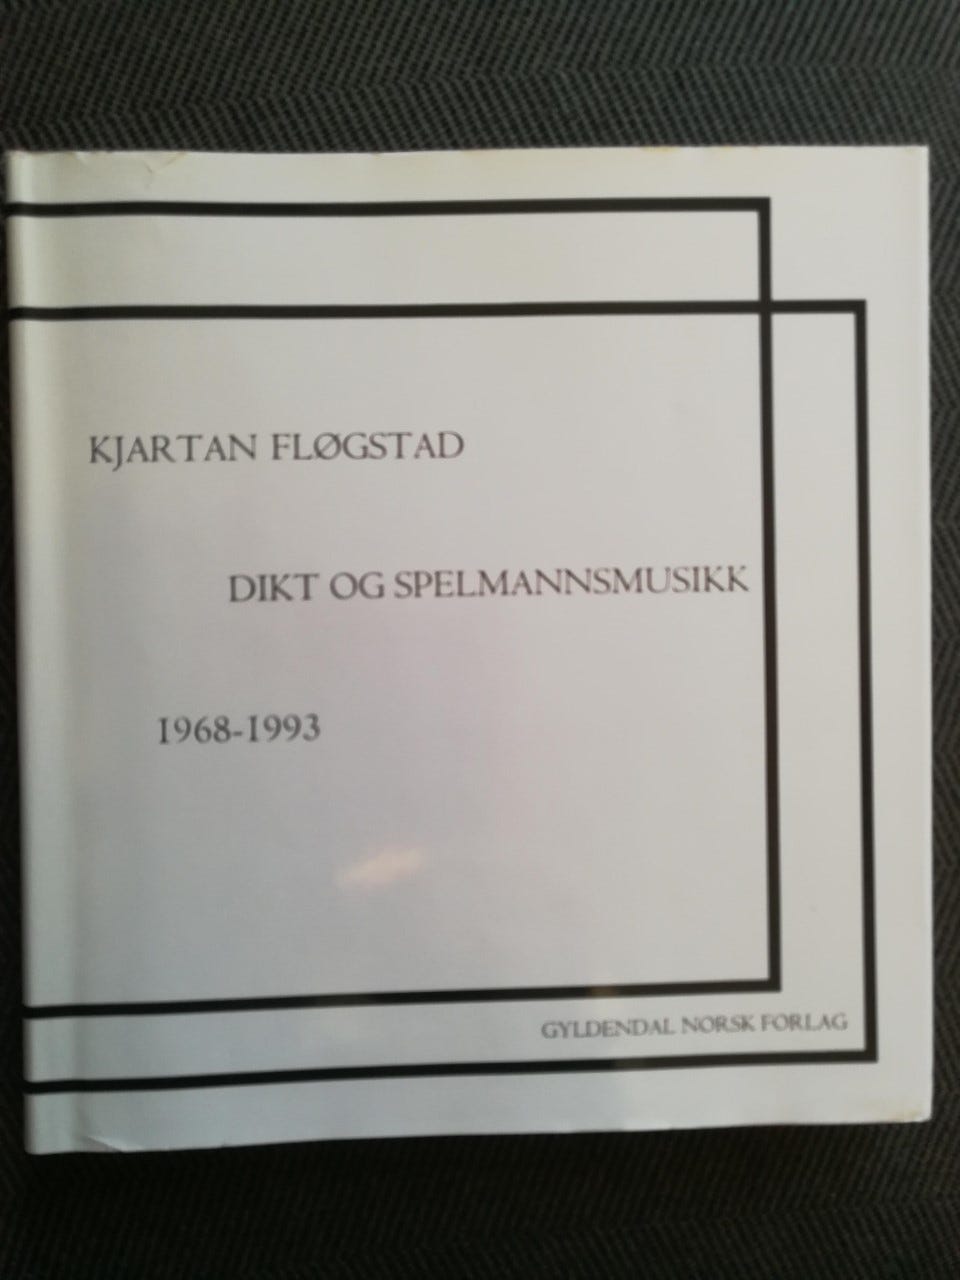 KJARTAN FLØGSTAD
DIKT OG SPELMANNSMUSIKK
1968-1993
GYLDENDAL NORSK FORLAG